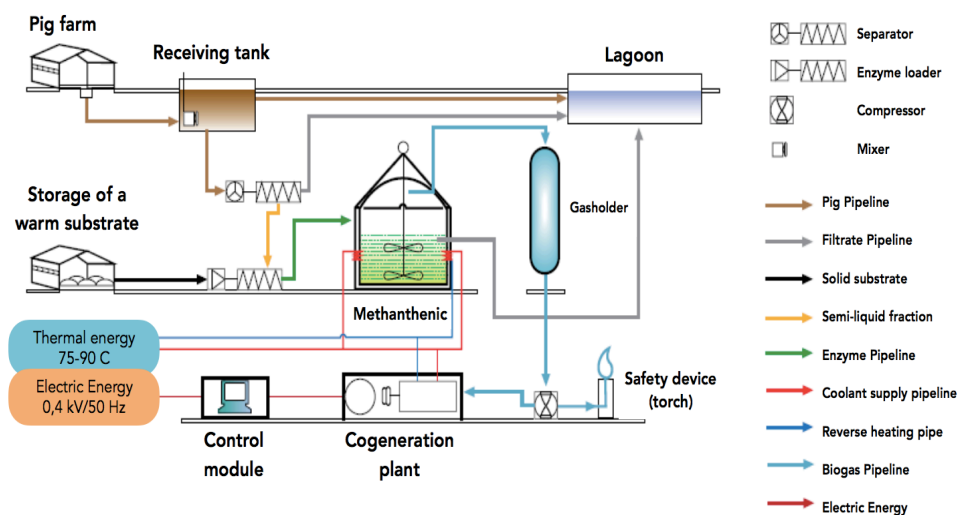 Pig farm
Receiving tank
Lagoon
Separator
Enzyme loader
Compressor
Mixer
Storage of a
warm substrate
Gasholder
Pig Pipeline
Filtrate Pipeline
Solid substrate
Semi-liquid fraction
Enzyme Pipeline
Coolant supply pipeline
Reverse heating pipe
Biogas Pipeline
Electric Energy
Methanthenic
Thermal energy
75-90 C
Electric Energy
0,4 kV/50 Hz
Safety device
(torch)
Control
module
Cogeneration
plant